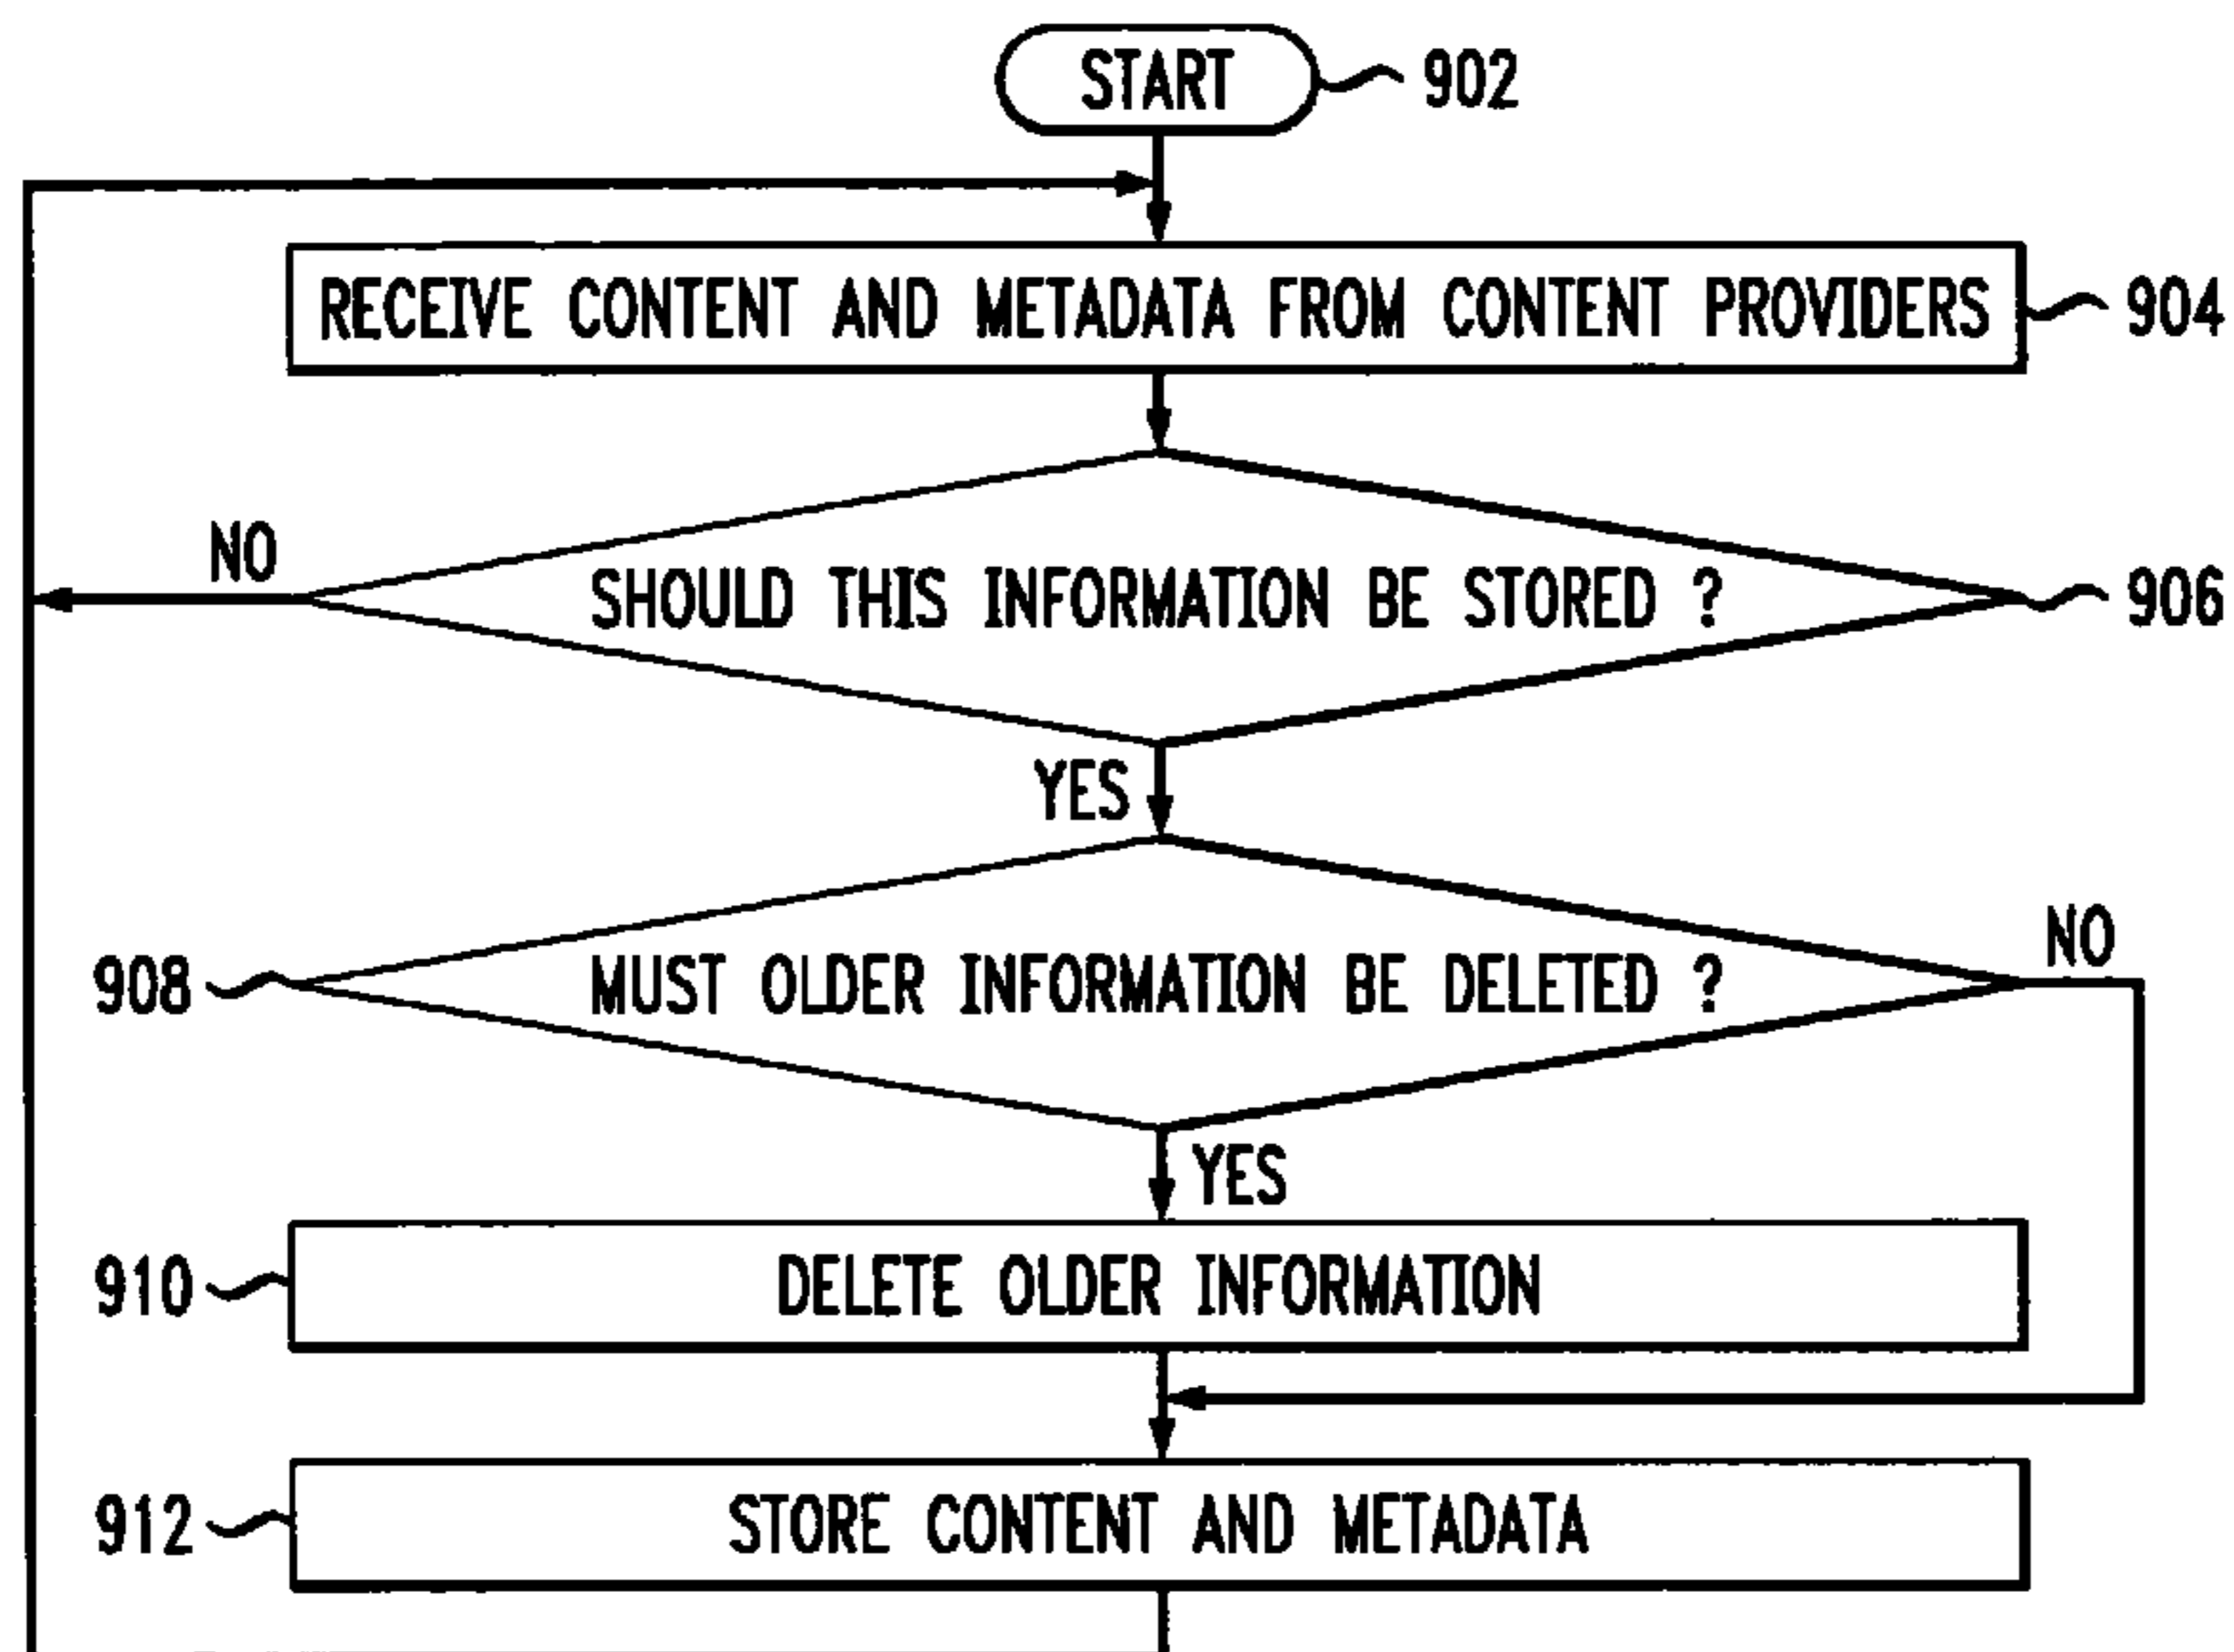 START
902
RECEIVE CONTENT AND METADATA FROM CONTENT PROVIDERS
904
NO
SHOULD THIS INFORMATION BE STORED ?
906
YES
NO
908
MUST OLDER INFORMATION BE DELETED ?
YES
910
DELETE OLDER INFORMATION
912
STORE CONTENT AND METADATA